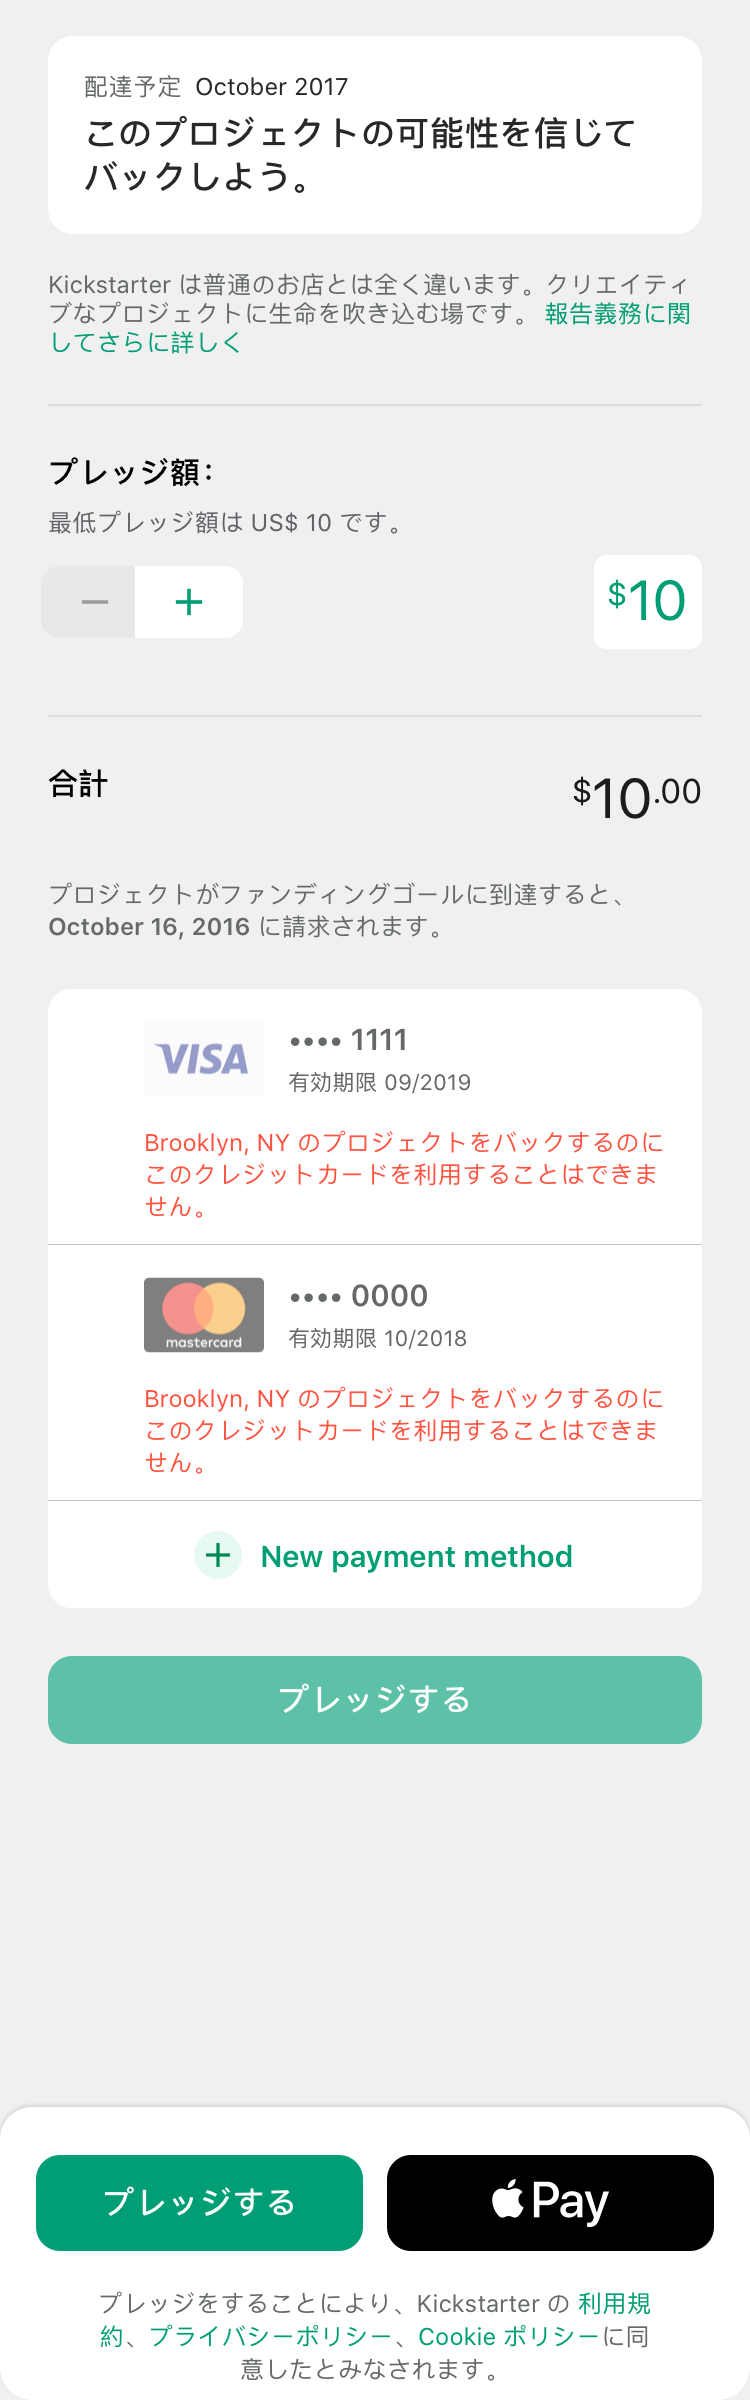 配達予定 October 2017
このプロジェクトの可能性を信じて
バックしよう。
Kickstarter は普通のお店とは全く違います。クリエイティ
ブなプロジェクトに生命を吹き込む場です。 報告義務に関
してさらに詳しく
プレッジ額：
最低プレッジ額は US$ 10 です。
− + $10
合計 $10.00
プロジェクトがファンディングゴールに到達すると、
October 16, 2016 に請求されます。
VISA •••• 1111
有効期限 09/2019
Brooklyn, NY のプロジェクトをバックするのに
このクレジットカードを利用することはできま
せん。
mastercard •••• 0000
有効期限 10/2018
Brooklyn, NY のプロジェクトをバックするのに
このクレジットカードを利用することはできま
せん。
+ New payment method
プレッジする
プレッジする Pay
プレッジをすることにより、Kickstarter の 利用規
約、プライバシーポリシー、Cookie ポリシーに同
意したとみなされます。